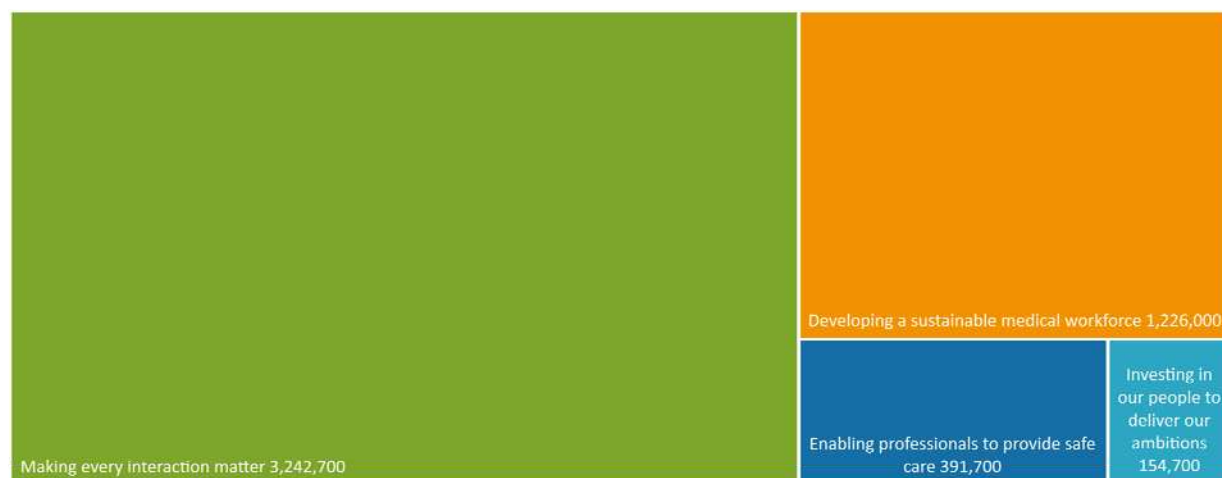 Making every interaction matter 3,242,700
Developing a sustainable medical workforce 1,226,000
Enabling professionals to provide safe
care 391,700
Investing in
our people to
deliver our
ambitions
154,700